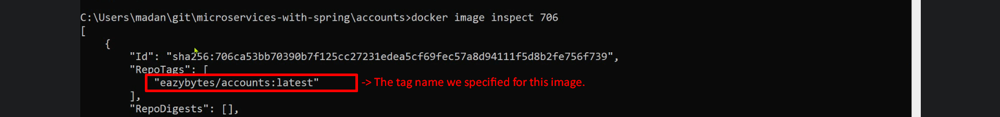 C:\Users\madan\git\microservices-with-spring\accounts>docker image inspect 706
[
{
"Id": "sha256:706ca53bb70390b7f125cc27231edea5cf69fec57a8d94111f5d8b2fe756f739",
"RepoTags": [
"eazybytes/accounts:latest" -> The tag name we specified for this image.
],
"RepoDigests": [],